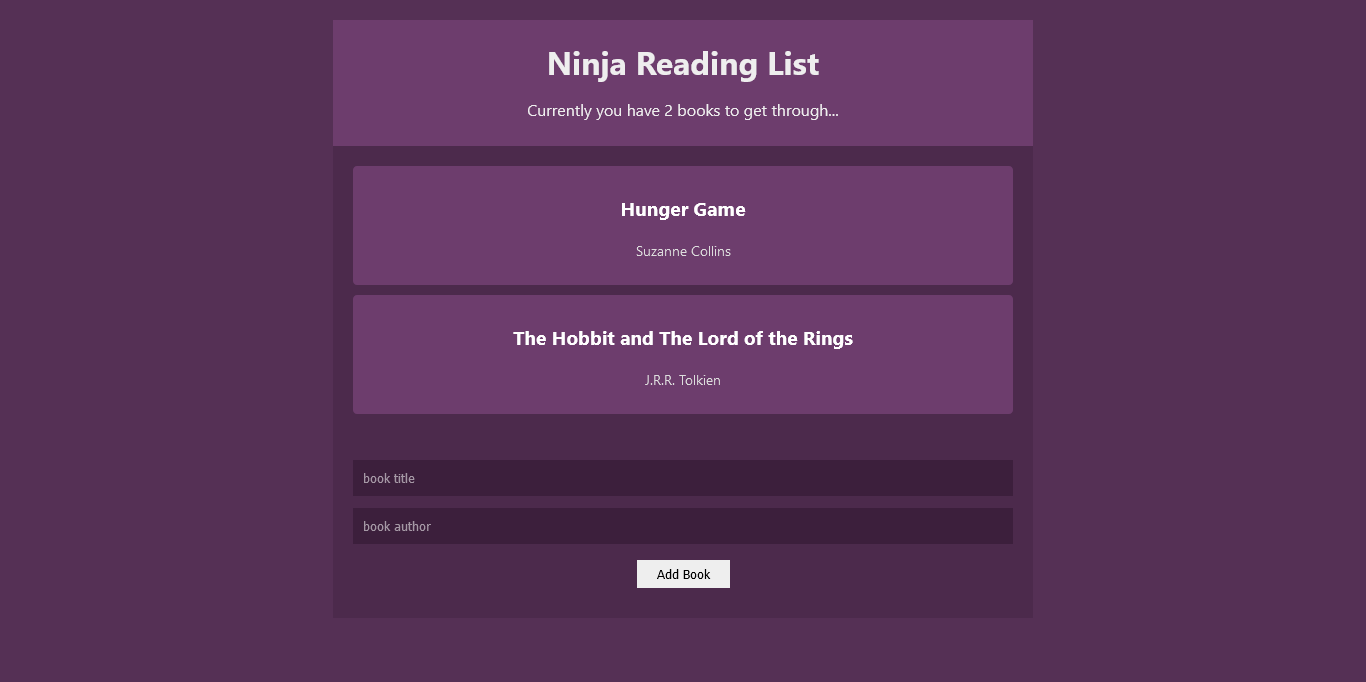 Ninja Reading List
Currently you have 2 books to get through...
Hunger Game
Suzanne Collins
The Hobbit and The Lord of the Rings
J.R.R. Tolkien
book title
book author
Add Book